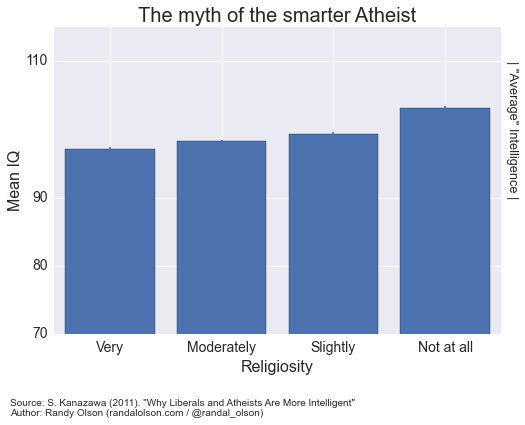 The myth of the smarter Atheist
110
90
80
70
Mean IQ
| "Average" Intelligence |
Very
Moderately
Slightly
Not at all
Religiosity
Source: S. Kanazawa (2011). "Why Liberals and Atheists Are More Intelligent"
Author: Randy Olson (randalolson.com / @randal_olson)